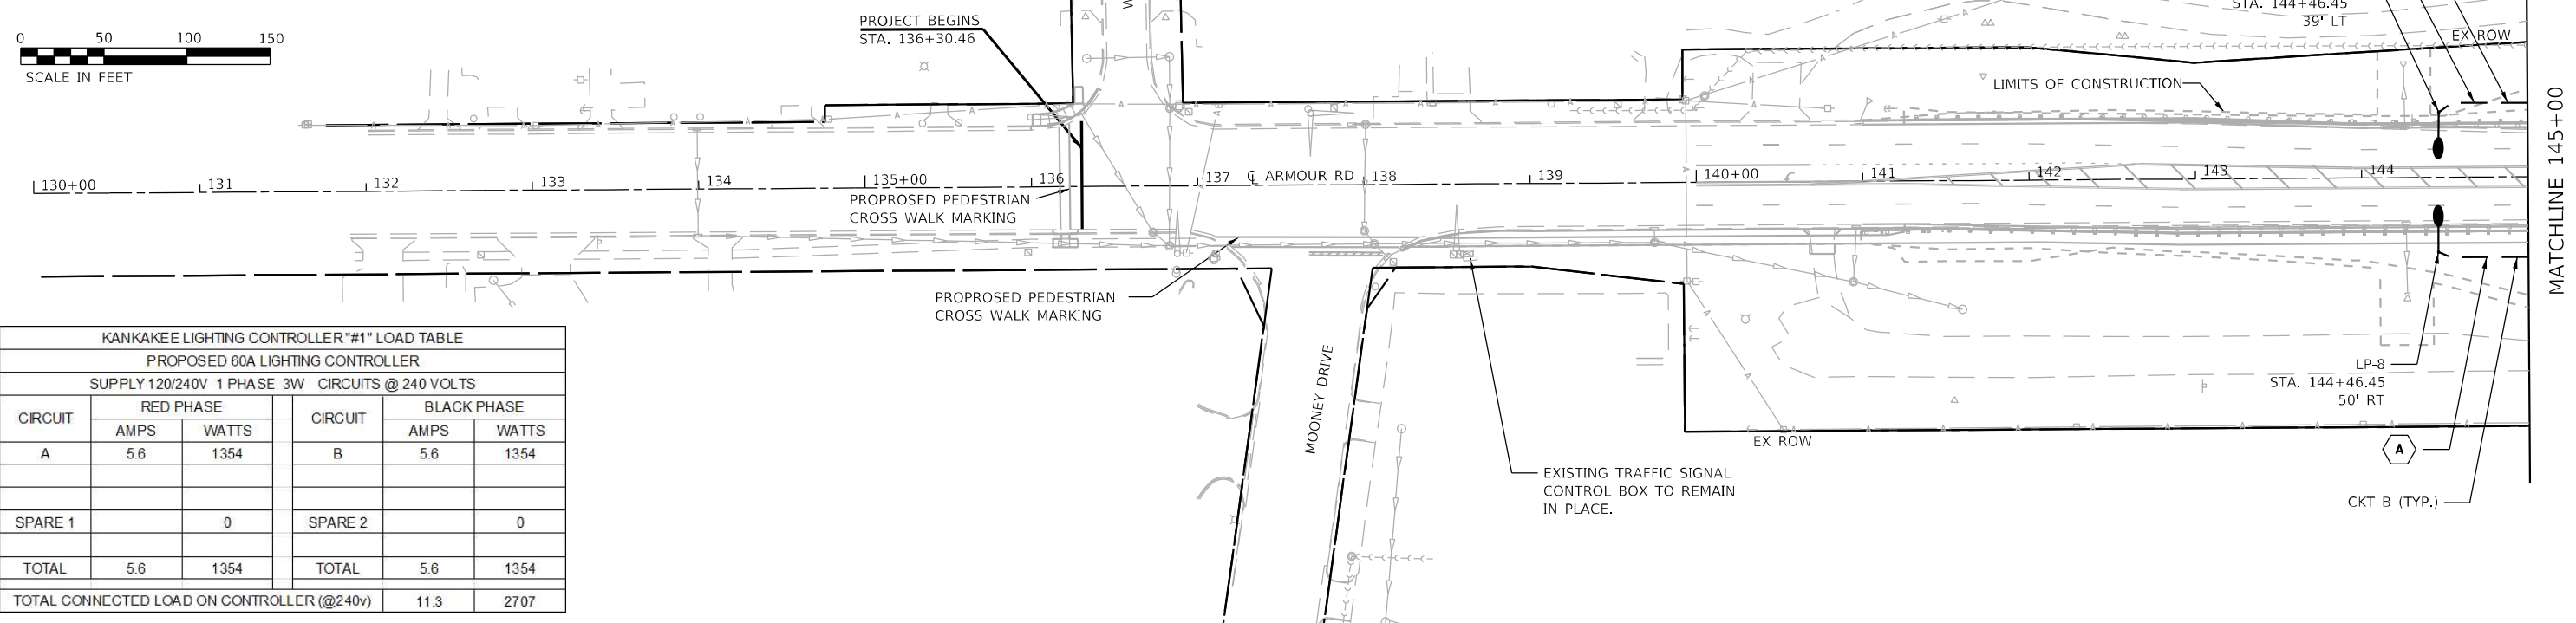 0 50 100 150
SCALE IN FEET
PROJECT BEGINS
STA. 136+30.46
STA. 144+46.45
39' LT
EX ROW
LIMITS OF CONSTRUCTION
MATCHLINE 145+00
130+00 131 132 133 134 135+00 136 137 ℄ ARMOUR RD 138 139 140+00 141 142 143 144
PROPROSED PEDESTRIAN
CROSS WALK MARKING
PROPROSED PEDESTRIAN
CROSS WALK MARKING
MOONEY DRIVE
EXISTING TRAFFIC SIGNAL
CONTROL BOX TO REMAIN
IN PLACE.
EX ROW
LP-8
STA. 144+46.45
50' RT
A
CKT B (TYP.)
KANKAKEE LIGHTING CONTROLLER"#1" LOAD TABLE
PROPOSED 60A LIGHTING CONTROLLER
SUPPLY 120/240V 1 PHASE 3W CIRCUITS @ 240 VOLTS
CIRCUIT RED PHASE CIRCUIT BLACK PHASE
AMPS WATTS AMPS WATTS
A 5.6 1354 B 5.6 1354
SPARE 1 0 SPARE 2 0
TOTAL 5.6 1354 TOTAL 5.6 1354
TOTAL CONNECTED LOAD ON CONTROLLER (@240v) 11.3 2707